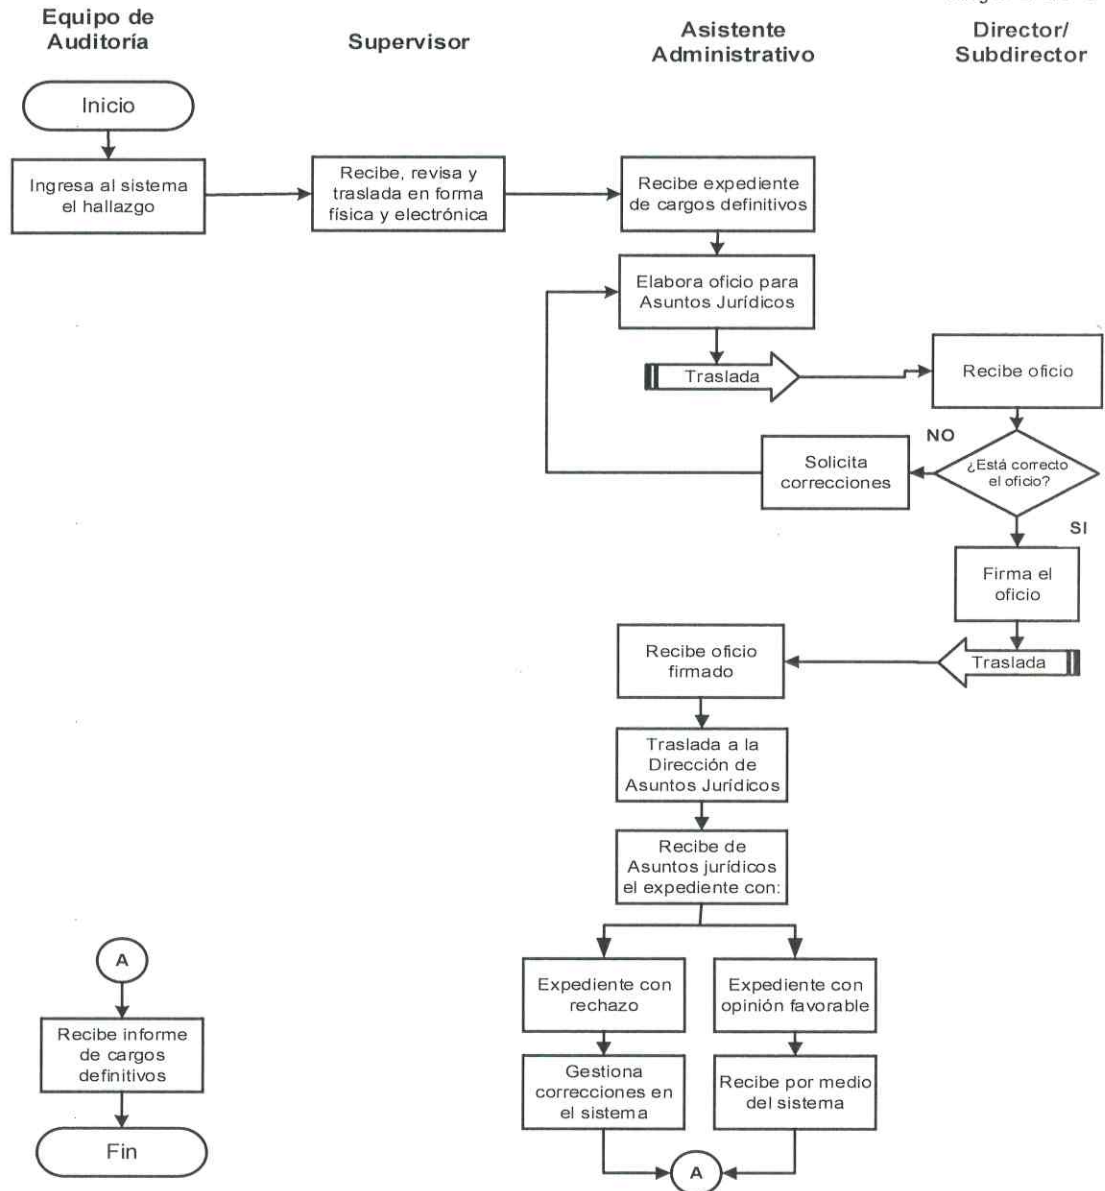 Equipo de
Auditoría
Supervisor
Asistente
Administrativo
Director/
Subdirector
Inicio
Ingresa al sistema
el hallazgo
Recibe, revisa y
traslada en forma
física y electrónica
Recibe expediente
de cargos definitivos
Elabora oficio para
Asuntos Jurídicos
Traslada
Recibe oficio
NO
¿Está correcto
el oficio?
Solicita
correcciones
SI
Firma el
oficio
Traslada
Recibe oficio
firmado
Traslada a la
Dirección de
Asuntos Jurídicos
Recibe de
Asuntos jurídicos
el expediente con:
Expediente con
rechazo
Expediente con
opinión favorable
Gestiona
correcciones en
el sistema
Recibe por medio
del sistema
A
A
Recibe informe
de cargos
definitivos
Fin